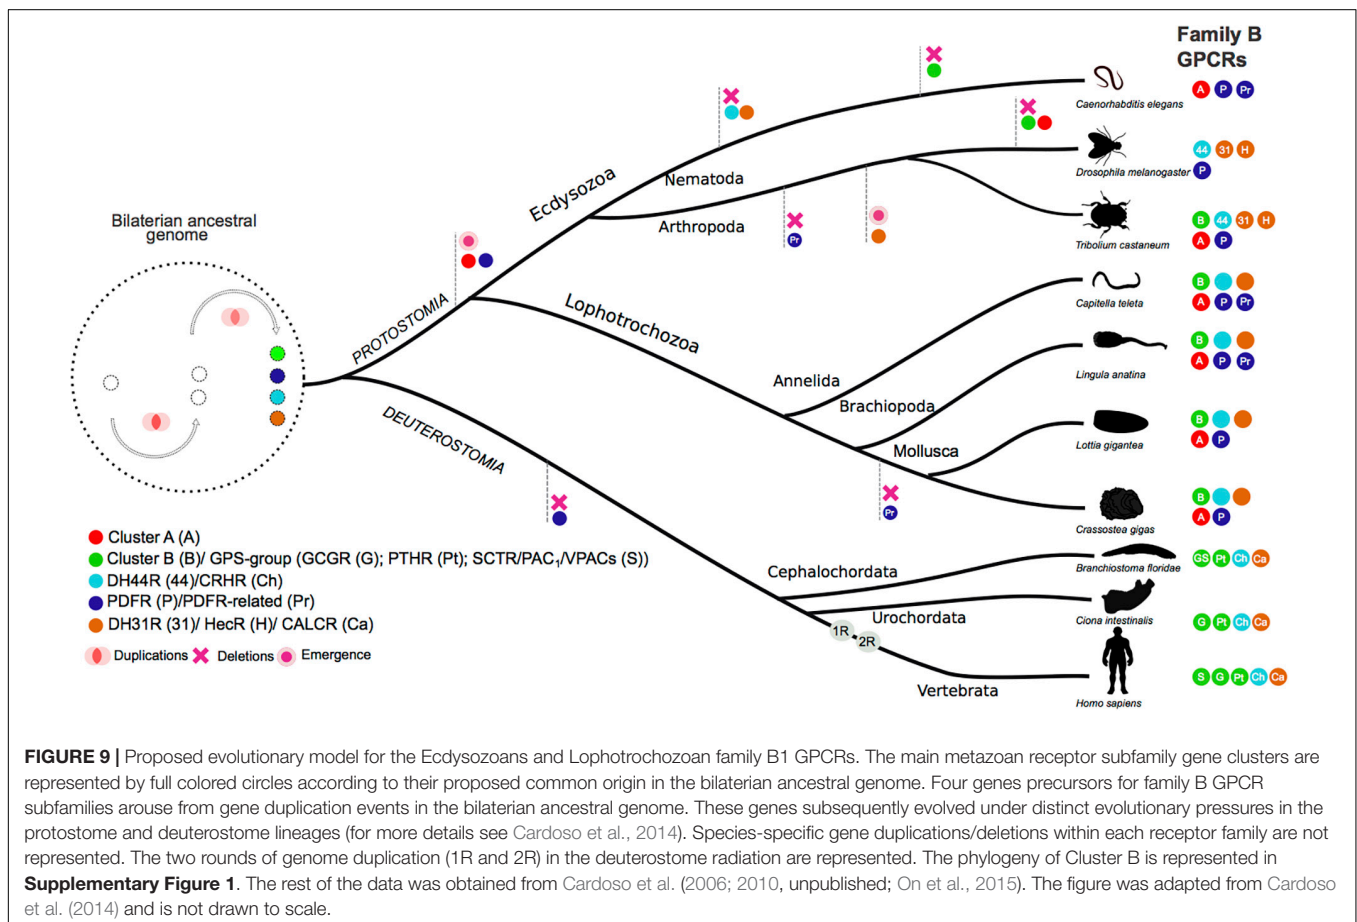 Family B
GPCRs
Caenorhabditis elegans
A P Pr
Ecdysozoa
Nematoda
Drosophila melanogaster
44 31 H
P
Arthropoda
Pr
Tribolium castaneum
B 44 31 H
A P
Bilaterian ancestral
genome
PROTOSTOMIA
Lophotrochozoa
Capitella teleta
B
A P Pr
Annelida
Lingula anatina
B
A P Pr
Brachiopoda
Lottia gigantea
B
A P
Mollusca
Pr
Crassostea gigas
B
A P
DEUTEROSTOMIA
Cephalochordata
Branchiostoma floridae
GS Pt Ch Ca
Urochordata
Ciona intestinalis
G Pt Ch Ca
1R
2R
Vertebrata
Homo sapiens
S G Pt Ch Ca
Cluster A (A)
Cluster B (B)/ GPS-group (GCGR (G); PTHR (Pt); SCTR/PAC₁/VPACs (S))
DH44R (44)/CRHR (Ch)
PDFR (P)/PDFR-related (Pr)
DH31R (31)/ HecR (H)/ CALCR (Ca)
Duplications Deletions Emergence
FIGURE 9 | Proposed evolutionary model for the Ecdysozoans and Lophotrochozoan family B1 GPCRs. The main metazoan receptor subfamily gene clusters are
represented by full colored circles according to their proposed common origin in the bilaterian ancestral genome. Four genes precursors for family B GPCR
subfamilies arouse from gene duplication events in the bilaterian ancestral genome. These genes subsequently evolved under distinct evolutionary pressures in the
protostome and deuterostome lineages (for more details see Cardoso et al., 2014). Species-specific gene duplications/deletions within each receptor family are not
represented. The two rounds of genome duplication (1R and 2R) in the deuterostome radiation are represented. The phylogeny of Cluster B is represented in
Supplementary Figure 1. The rest of the data was obtained from Cardoso et al. (2006; 2010, unpublished; On et al., 2015). The figure was adapted from Cardoso
et al. (2014) and is not drawn to scale.